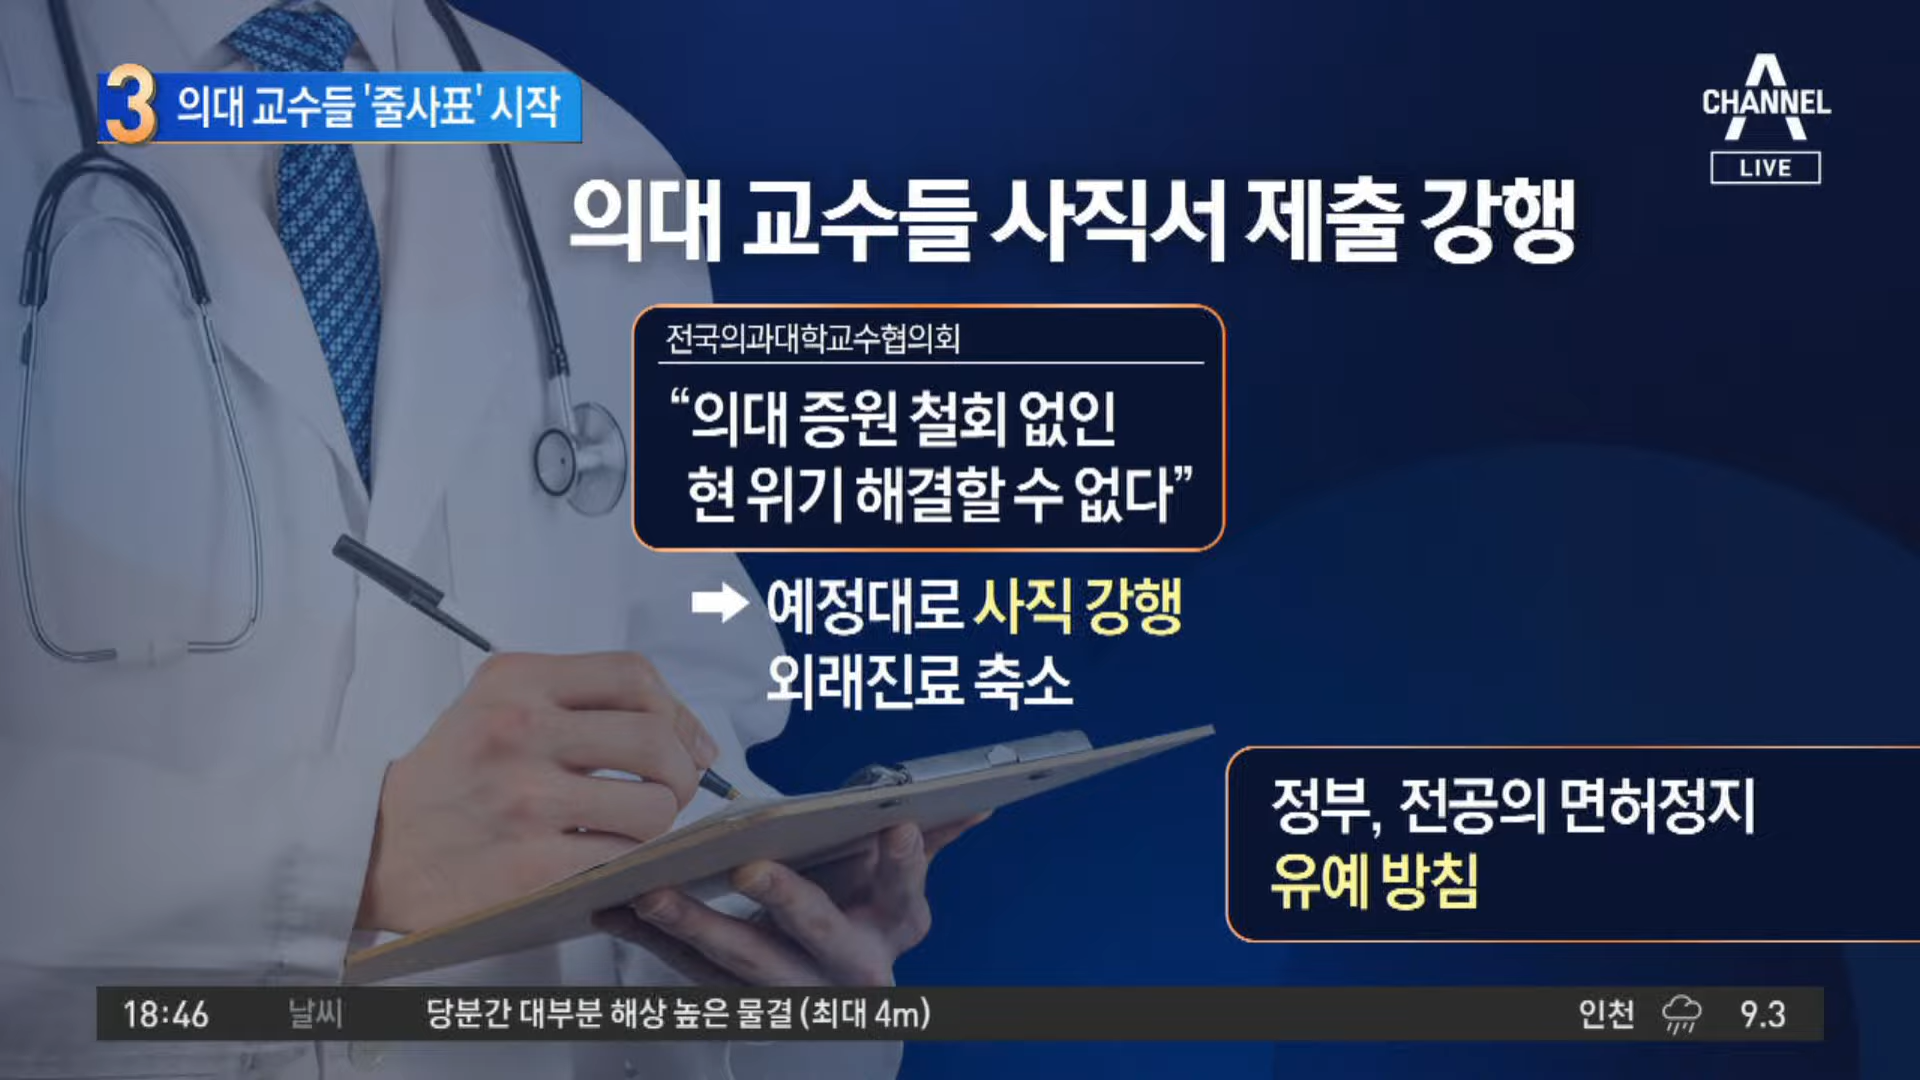 3 의대 교수들 '줄사표' 시작
CHANNEL A
LIVE
의대 교수들 사직서 제출 강행
전국의과대학교수협의회
“의대 증원 철회 없인
현 위기 해결할 수 없다”
➡ 예정대로 사직 강행
외래진료 축소
정부, 전공의 면허정지
유예 방침
18:46 날씨 당분간 대부분 해상 높은 물결 (최대 4m) 인천 9.3